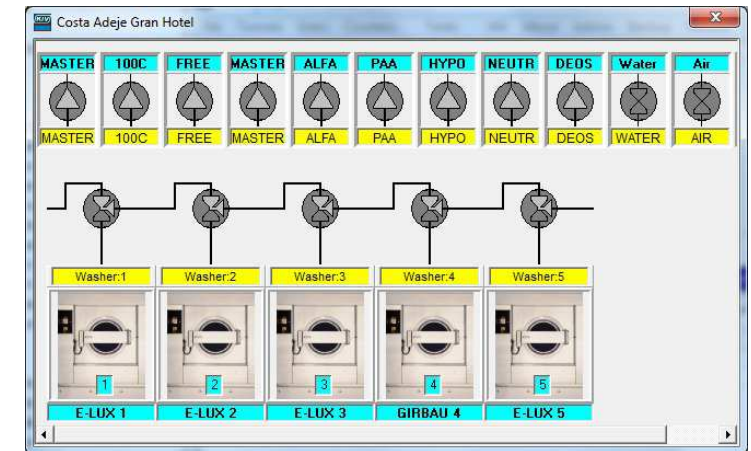 Costa Adeje Gran Hotel
MASTER 100C FREE MASTER ALFA PAA HYPO NEUTR DEOS Water Air
MASTER 100C FREE MASTER ALFA PAA HYPO NEUTR DEOS WATER AIR
Washer:1 Washer:2 Washer:3 Washer:4 Washer:5
1 2 3 4 5
E-LUX 1 E-LUX 2 E-LUX 3 GIRBAU 4 E-LUX 5